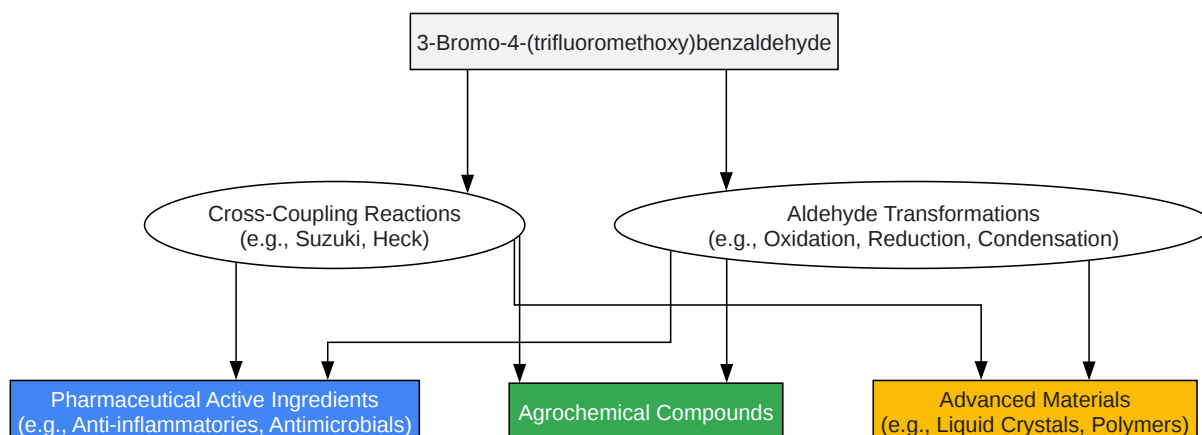 3-Bromo-4-(trifluoromethoxy)benzaldehyde
Cross-Coupling Reactions
(e.g., Suzuki, Heck)
Aldehyde Transformations
(e.g., Oxidation, Reduction, Condensation)
Pharmaceutical Active Ingredients
(e.g., Anti-inflammatories, Antimicrobials)
Agrochemical Compounds
Advanced Materials
(e.g., Liquid Crystals, Polymers)